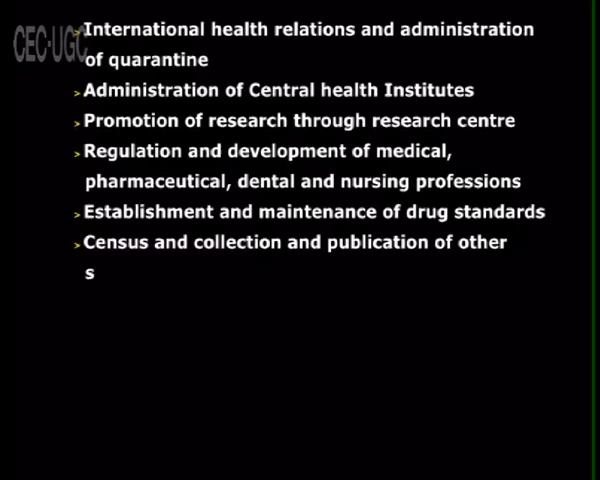 CEC-UGC
> International health relations and administration
of quarantine
> Administration of Central health Institutes
> Promotion of research through research centre
> Regulation and development of medical,
pharmaceutical, dental and nursing professions
> Establishment and maintenance of drug standards
> Census and collection and publication of other
s